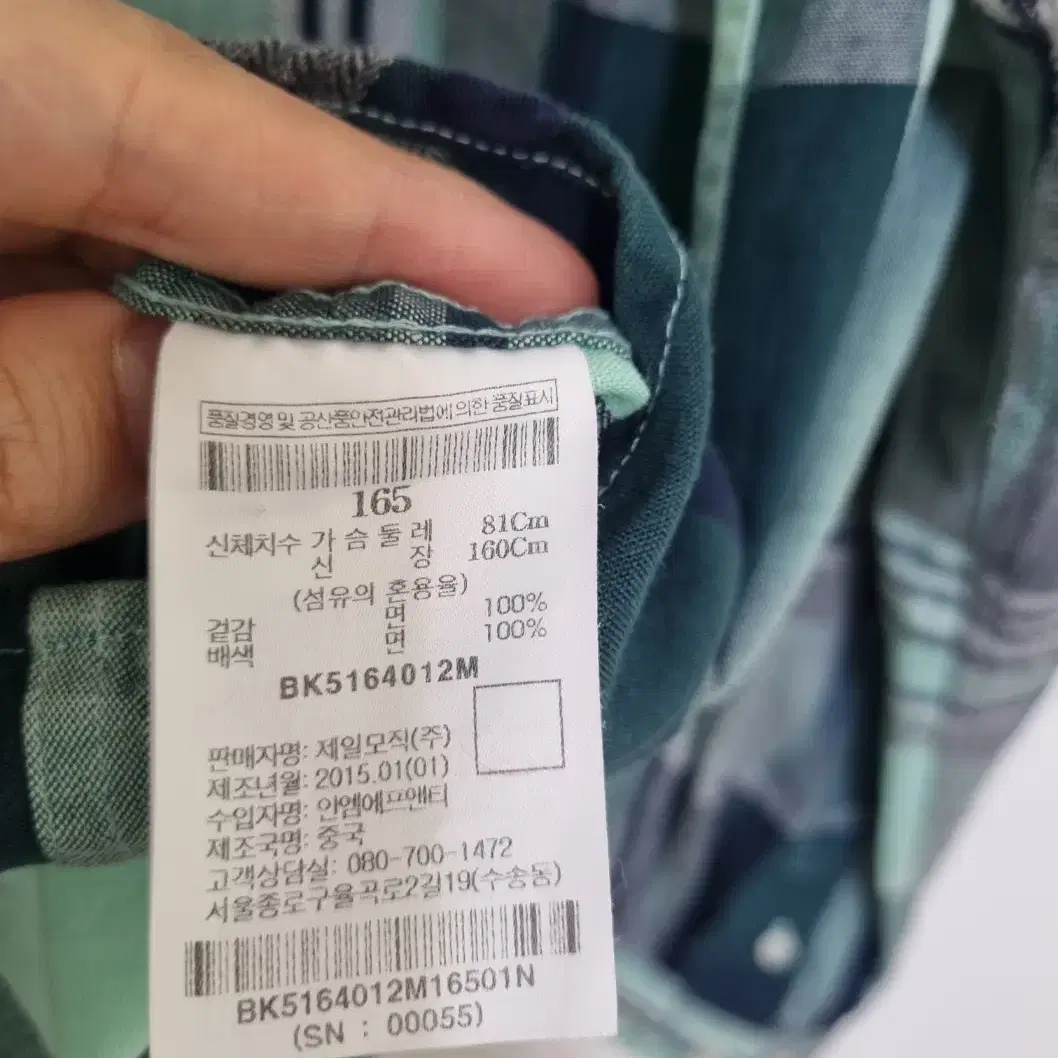 품질경영 및 공산품안전관리법에 의한 품질표시
165
신체치수 가 슴 둘 레 81Cm
신 장 160Cm
(섬유의 혼용율)
겉감 면 100%
배색 면 100%
BK5164012M
판매자명: 제일모직(주)
제조년월: 2015.01(01)
수입자명: 인엠에프앤티
제조국명: 중국
고객상담실: 080-700-1472
서울종로구율곡로2길19(수송동)
BK5164012M16501N
(SN : 00055)